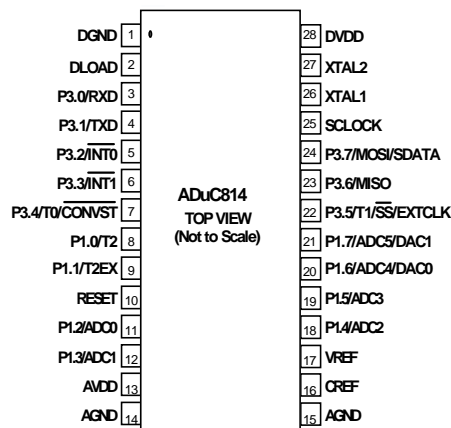 DGND 1 28 DVDD
DLOAD 2 27 XTAL2
P3.0/RXD 3 26 XTAL1
P3.1/TXD 4 25 SCLOCK
P3.2/I̅N̅T̅0̅ 5 24 P3.7/MOSI/SDATA
P3.3/I̅N̅T̅1̅ 6 23 P3.6/MISO
P3.4/T0/C̅O̅N̅V̅S̅T̅ 7 22 P3.5/T1/S̅S̅/EXTCLK
P1.0/T2 8 21 P1.7/ADC5/DAC1
P1.1/T2EX 9 20 P1.6/ADC4/DAC0
RESET 10 19 P1.5/ADC3
P1.2/ADC0 11 18 P1.4/ADC2
P1.3/ADC1 12 17 VREF
AVDD 13 16 CREF
AGND 14 15 AGND
ADuC814
TOP VIEW
(Not to Scale)